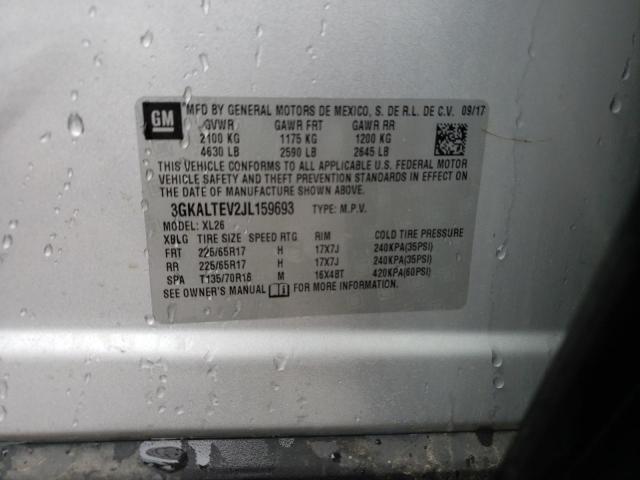 GM
MFD BY GENERAL MOTORS DE MEXICO, S. DE R.L. DE C.V. 09/17
GVWR GAWR FRT GAWR RR
2100 KG 1175 KG 1200 KG
4630 LB 2590 LB 2645 LB
THIS VEHICLE CONFORMS TO ALL APPLICABLE U.S. FEDERAL MOTOR
VEHICLE SAFETY AND THEFT PREVENTION STANDARDS IN EFFECT ON
THE DATE OF MANUFACTURE SHOWN ABOVE.
3GKALTEV2JL159693 TYPE: M.P.V.
MODEL: XL26
XBLG TIRE SIZE SPEED RTG RIM COLD TIRE PRESSURE
FRT 225/65R17 H 17X7J 240KPA(35PSI)
RR 225/65R17 H 17X7J 240KPA(35PSI)
SPA T135/70R16 M 16X4BT 420KPA(60PSI)
SEE OWNER'S MANUAL FOR MORE INFORMATION.